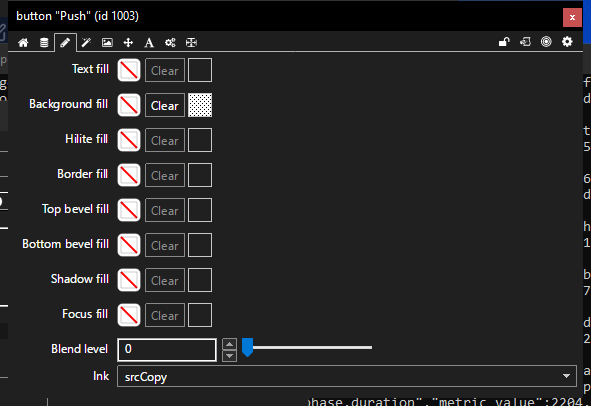 button "Push" (id 1003)
x
A
Text fill Clear
Background fill Clear
Hilite fill Clear
Border fill Clear
Top bevel fill Clear
Bottom bevel fill Clear
Shadow fill Clear
Focus fill Clear
Blend level 0
Ink srcCopy
phase.duration","metric_value":2204.